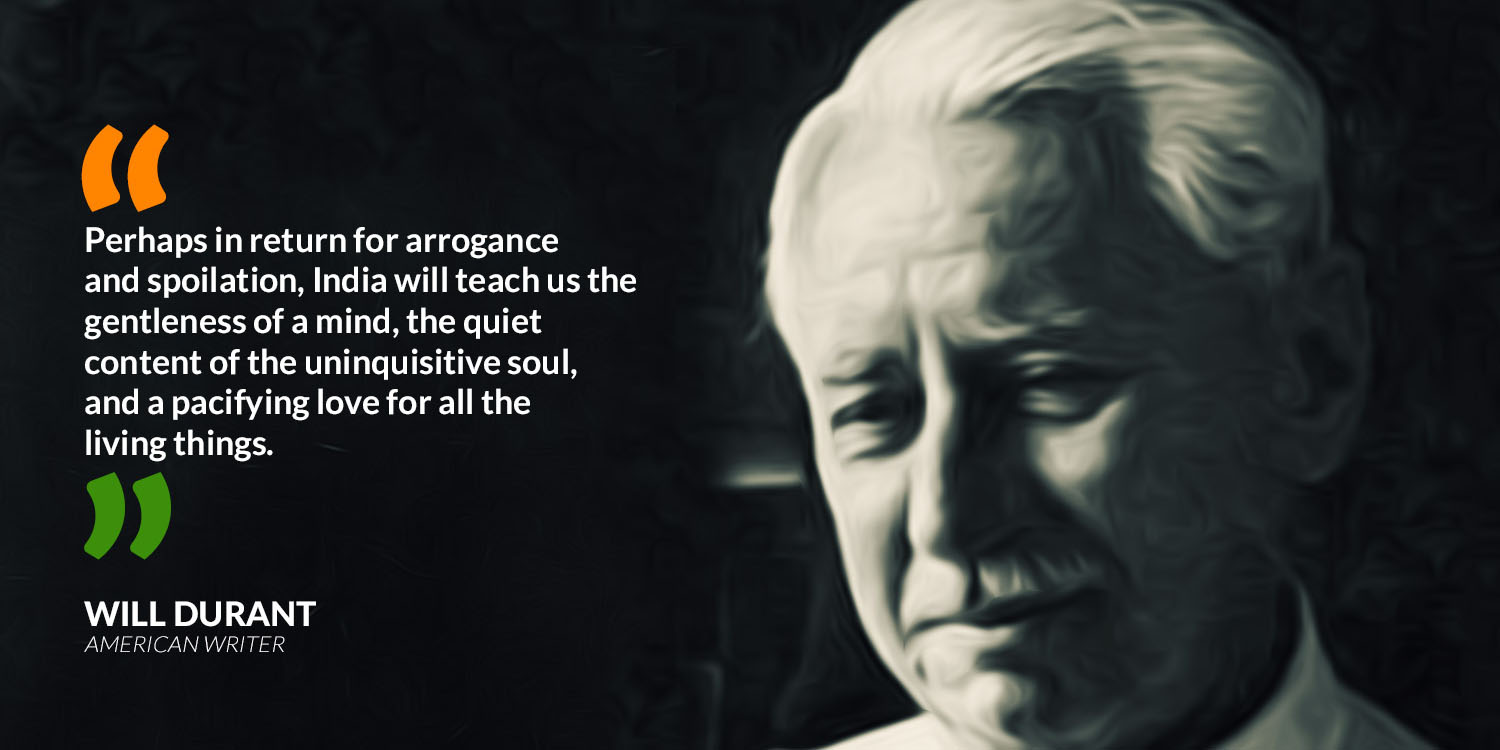 “
Perhaps in return for arrogance
and spoilation, India will teach us the
gentleness of a mind, the quiet
content of the uninquisitive soul,
and a pacifying love for all the
living things.
”
WILL DURANT
AMERICAN WRITER